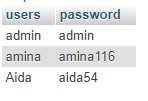 users password
admin admin
amina amina116
Aida aida54